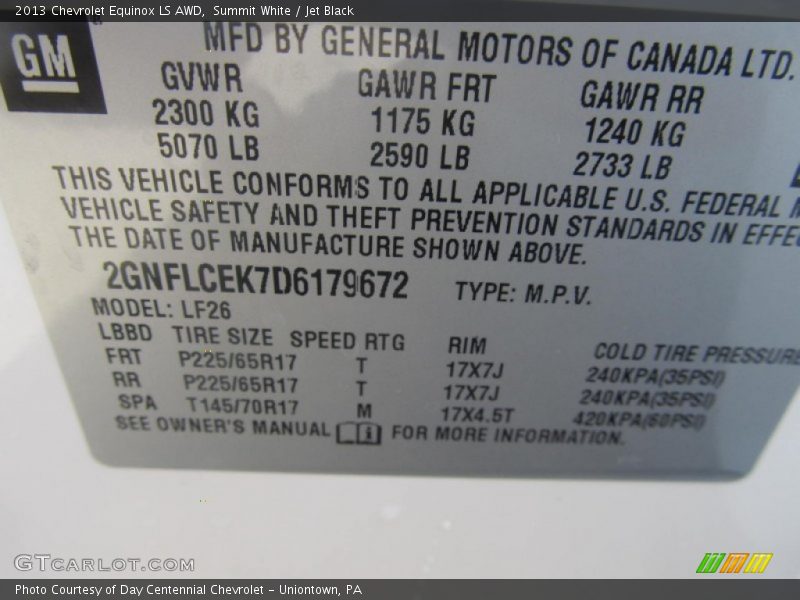 2013 Chevrolet Equinox LS AWD,  Summit White / Jet Black
GM
MFD BY GENERAL MOTORS OF CANADA LTD.
GVWR GAWR FRT GAWR RR
2300 KG 1175 KG 1240 KG
5070 LB 2590 LB 2733 LB
THIS VEHICLE CONFORMS TO ALL APPLICABLE U.S. FEDERAL
VEHICLE SAFETY AND THEFT PREVENTION STANDARDS IN EFFE
THE DATE OF MANUFACTURE SHOWN ABOVE.
2GNFLCEK7D6179672 TYPE: M.P.V.
MODEL: LF26
LBBD TIRE SIZE SPEED RTG RIM COLD TIRE PRESSURE
FRT P225/65R17 T 17X7J 240KPA(35PSI)
RR P225/65R17 T 17X7J 240KPA(35PSI)
SPA T145/70R17 M 17X4.5T 420KPA(60PSI)
SEE OWNER'S MANUAL FOR MORE INFORMATION.
GTCARLOT.COM
Photo Courtesy of Day Centennial Chevrolet - Uniontown, PA